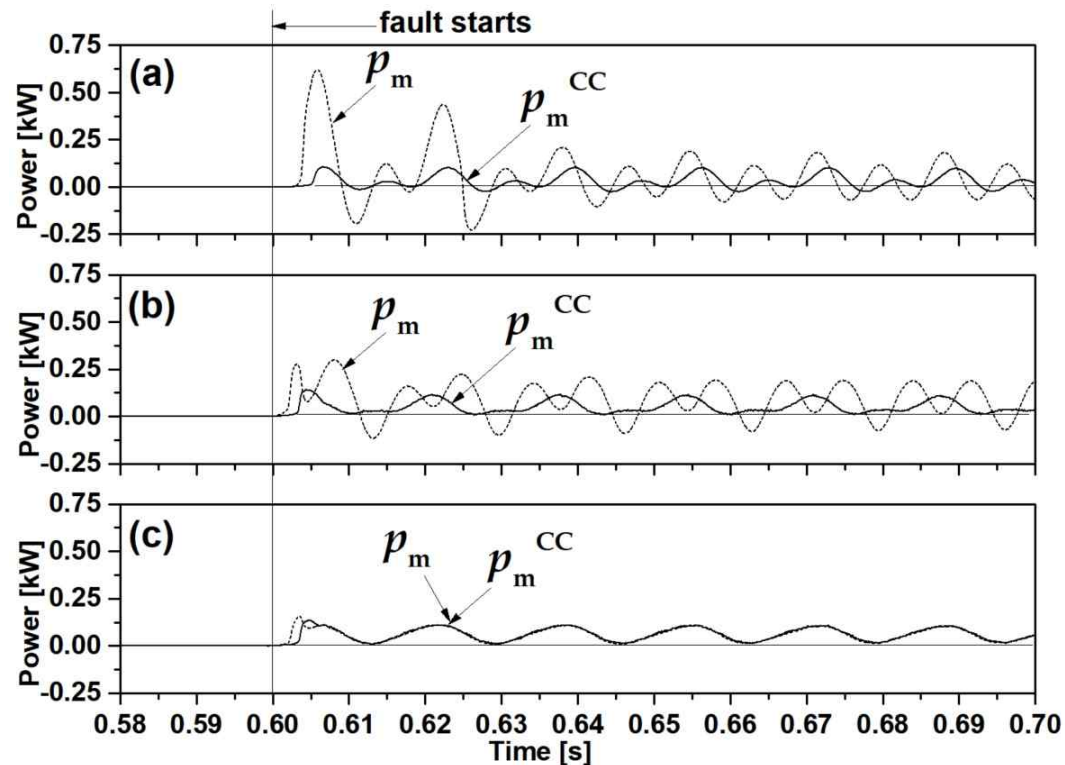 fault starts
0.75
(a)
p_m
p_m^CC
0.50
0.25
0.00
-0.25
Power [kW]
0.75
(b)
p_m
p_m^CC
0.50
0.25
0.00
-0.25
Power [kW]
0.75
(c)
p_m
p_m^CC
0.50
0.25
0.00
-0.25
Power [kW]
0.58 0.59 0.60 0.61 0.62 0.63 0.64 0.65 0.66 0.67 0.68 0.69 0.70
Time [s]